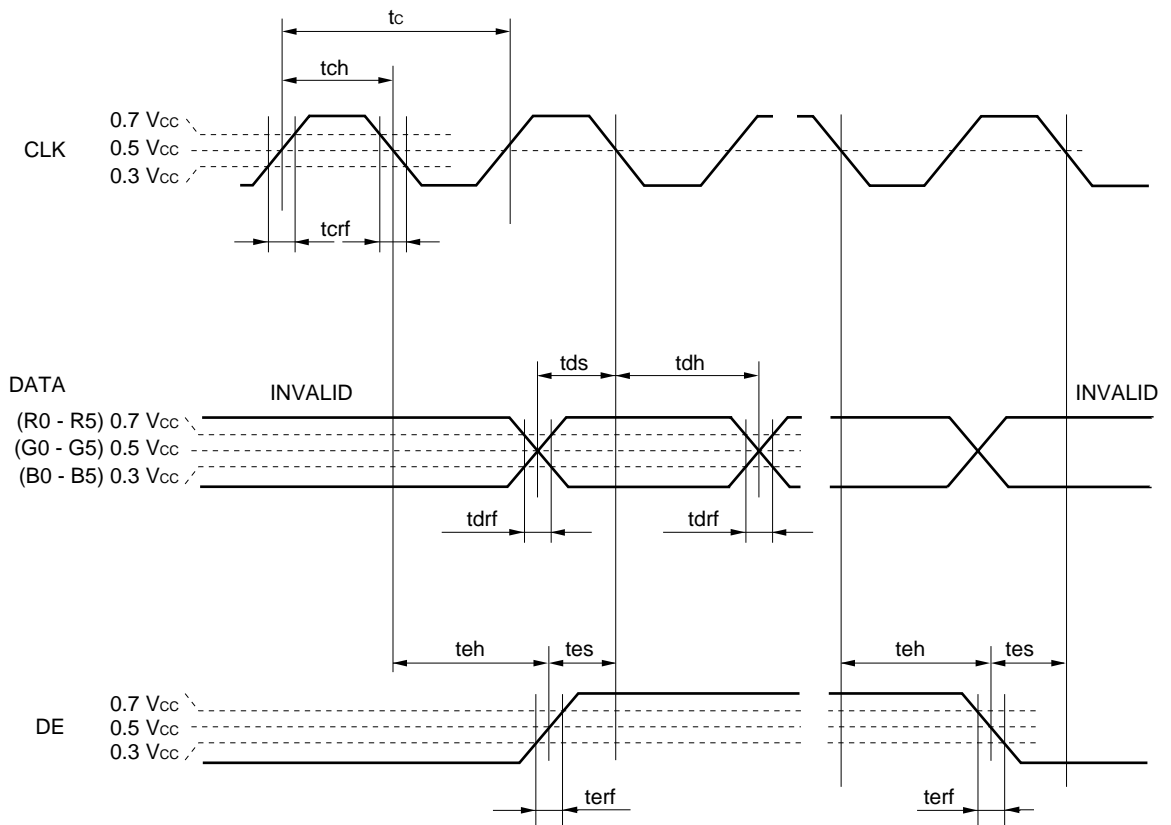 tc
tch
0.7 Vcc
CLK 0.5 Vcc
0.3 Vcc
tcrf
tds tdh
DATA INVALID INVALID
(R0 - R5) 0.7 Vcc
(G0 - G5) 0.5 Vcc
(B0 - B5) 0.3 Vcc
tdrf tdrf
teh tes teh tes
0.7 Vcc
DE 0.5 Vcc
0.3 Vcc
terf terf